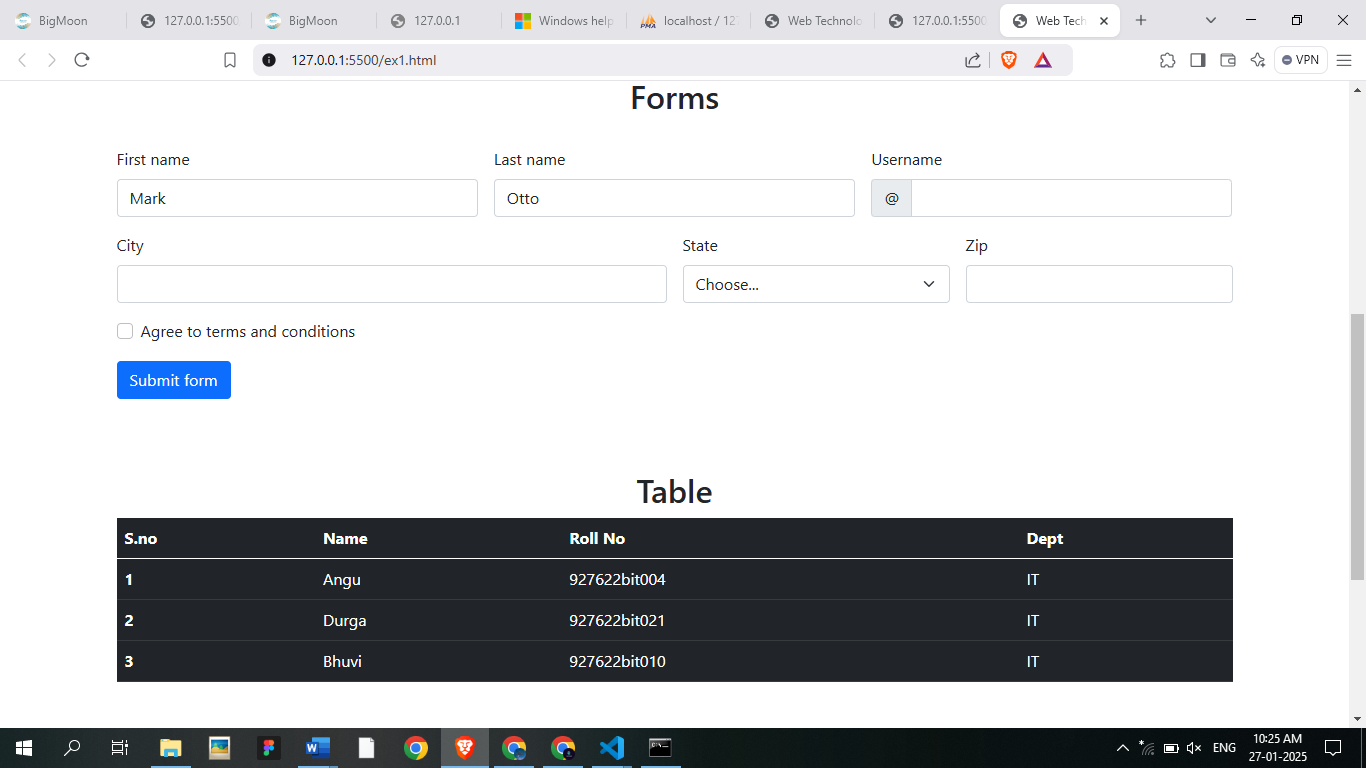 BigMoon 127.0.0.1:5500 BigMoon 127.0.0.1 Windows help localhost / 127 Web Technolo 127.0.0.1:5500 Web Tech
127.0.0.1:5500/ex1.html VPN
Forms
First name Last name Username
Mark Otto @
City State Zip
Choose...
Agree to terms and conditions
Submit form
Table
S.no Name Roll No Dept
1 Angu 927622bit004 IT
2 Durga 927622bit021 IT
3 Bhuvi 927622bit010 IT
ENG 10:25 AM
27-01-2025